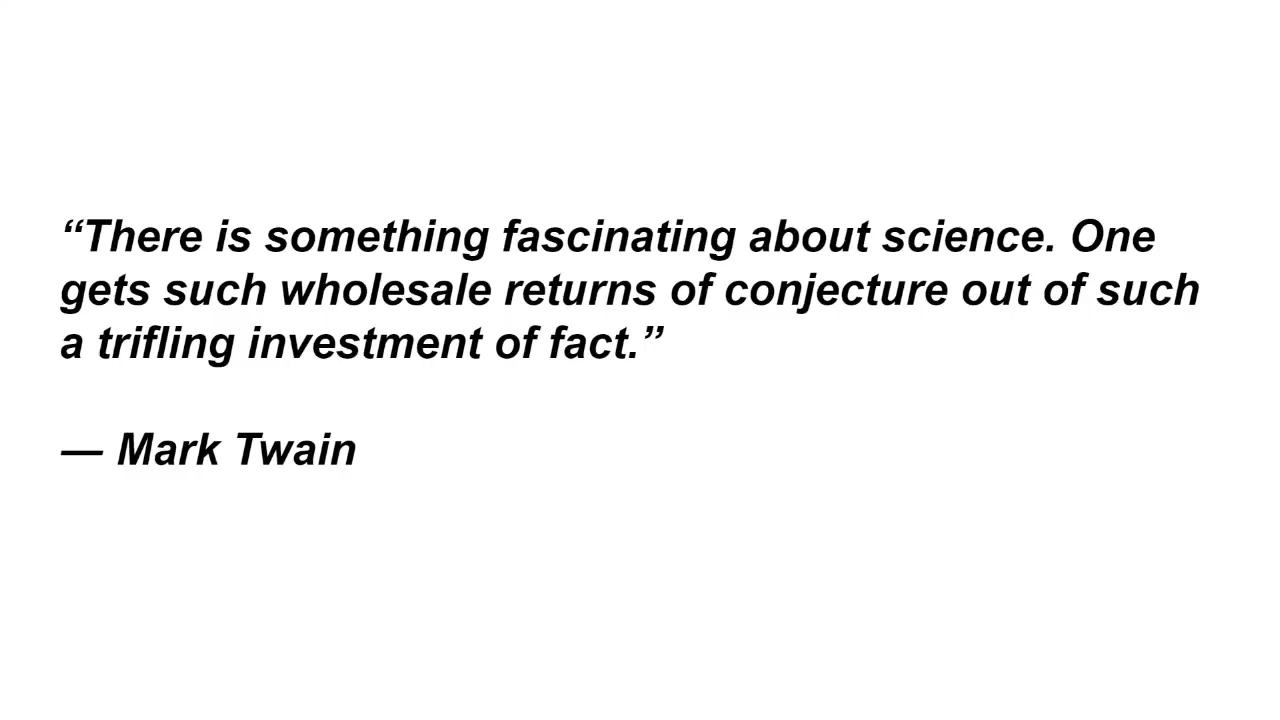 “There is something fascinating about science. One
gets such wholesale returns of conjecture out of such
a trifling investment of fact.”
— Mark Twain